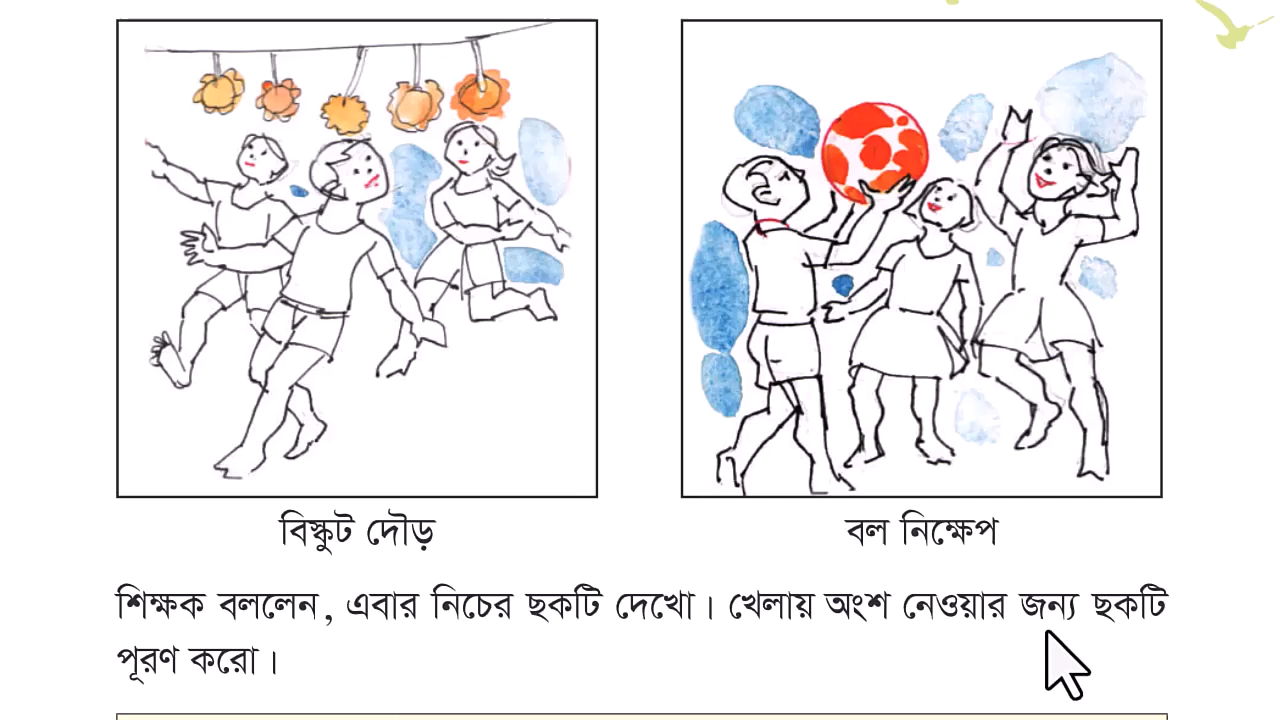 বিস্কুট দৌড়
বল নিক্ষেপ
শিক্ষক বললেন, এবার নিচের ছকটি দেখো। খেলায় অংশ নেওয়ার জন্য ছকটি
পূরণ করো।